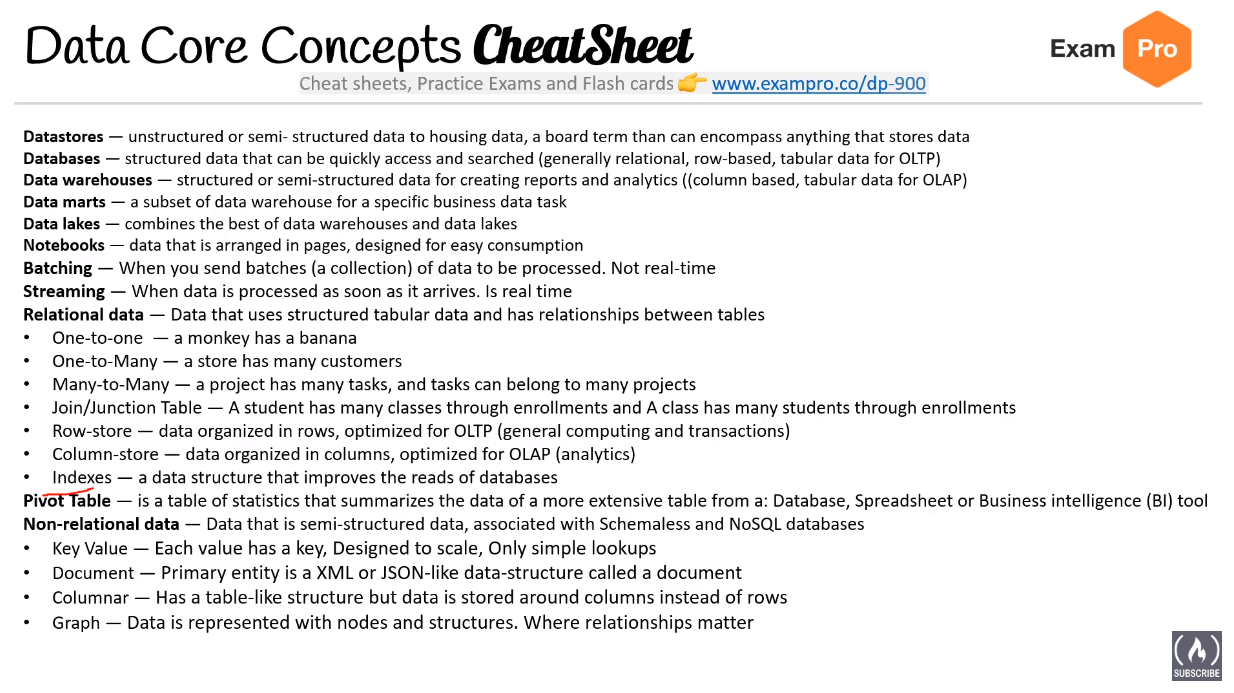 Data Core Concepts CheatSheet
Exam Pro
Cheat sheets, Practice Exams and Flash cards 👉 www.exampro.co/dp-900
Datastores — unstructured or semi- structured data to housing data, a board term than can encompass anything that stores data
Databases — structured data that can be quickly access and searched (generally relational, row-based, tabular data for OLTP)
Data warehouses — structured or semi-structured data for creating reports and analytics ((column based, tabular data for OLAP)
Data marts — a subset of data warehouse for a specific business data task
Data lakes — combines the best of data warehouses and data lakes
Notebooks — data that is arranged in pages, designed for easy consumption
Batching — When you send batches (a collection) of data to be processed. Not real-time
Streaming — When data is processed as soon as it arrives. Is real time
Relational data — Data that uses structured tabular data and has relationships between tables
• One-to-one — a monkey has a banana
• One-to-Many — a store has many customers
• Many-to-Many — a project has many tasks, and tasks can belong to many projects
• Join/Junction Table — A student has many classes through enrollments and A class has many students through enrollments
• Row-store — data organized in rows, optimized for OLTP (general computing and transactions)
• Column-store — data organized in columns, optimized for OLAP (analytics)
• Indexes — a data structure that improves the reads of databases
Pivot Table — is a table of statistics that summarizes the data of a more extensive table from a: Database, Spreadsheet or Business intelligence (BI) tool
Non-relational data — Data that is semi-structured data, associated with Schemaless and NoSQL databases
• Key Value — Each value has a key, Designed to scale, Only simple lookups
• Document — Primary entity is a XML or JSON-like data-structure called a document
• Columnar — Has a table-like structure but data is stored around columns instead of rows
• Graph — Data is represented with nodes and structures. Where relationships matter
SUBSCRIBE